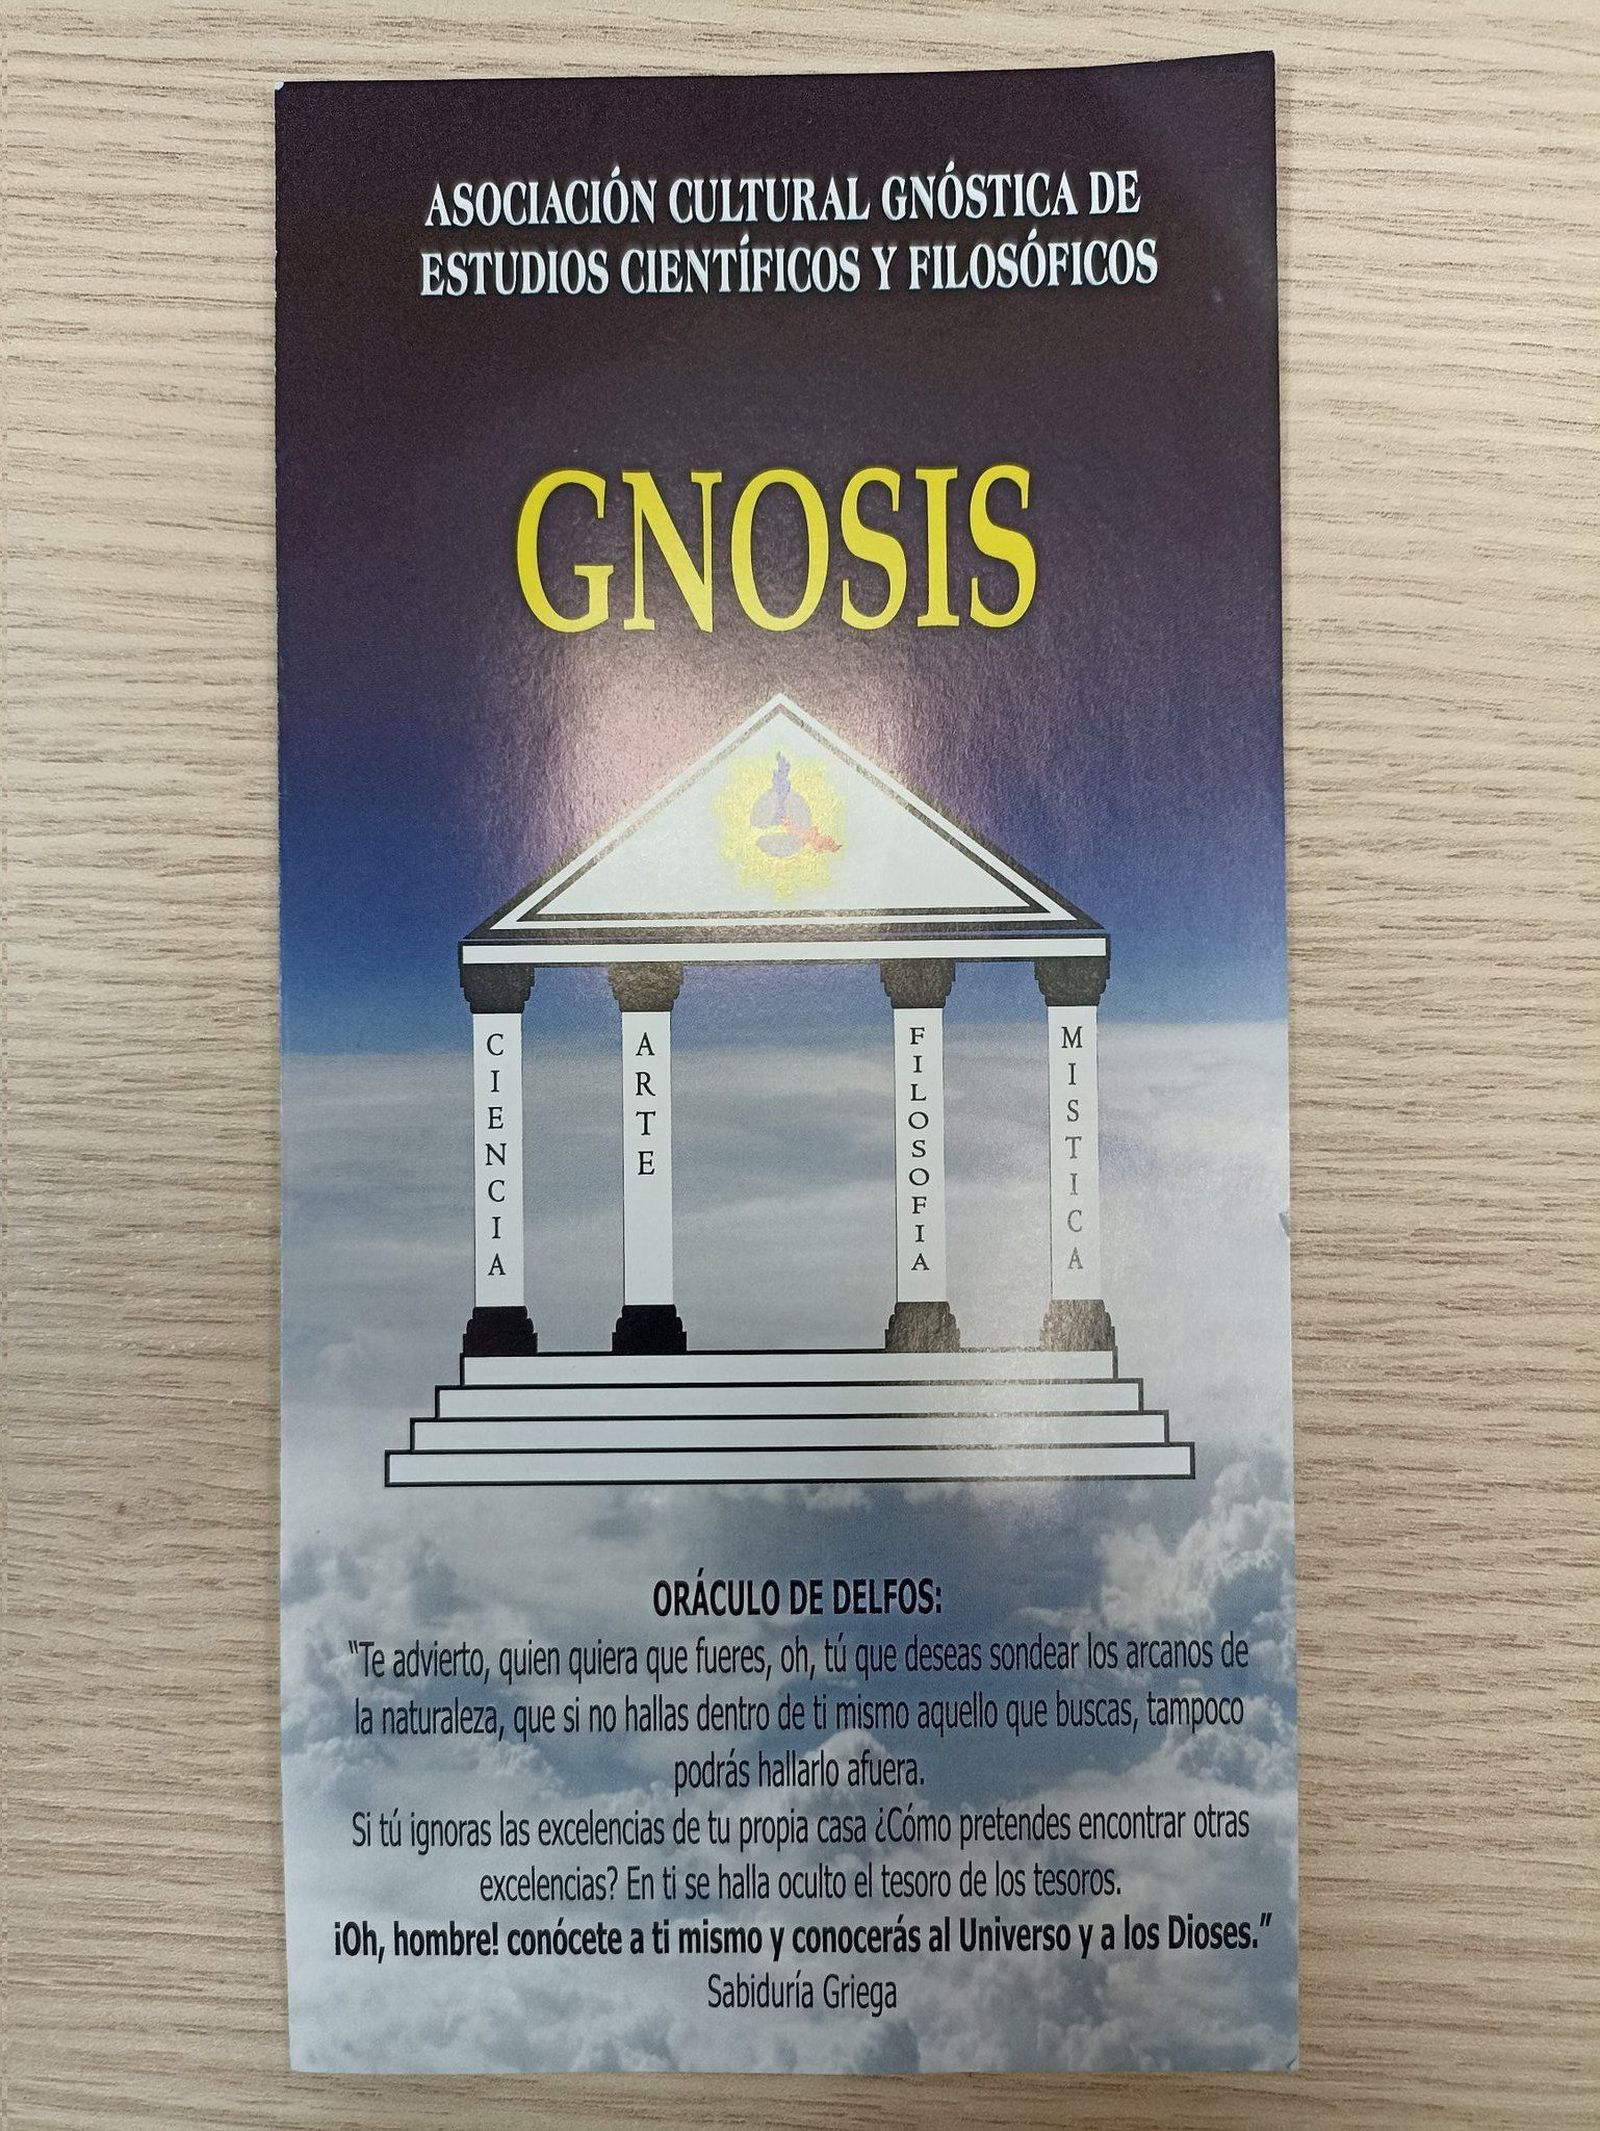 ASOCIACIÓN CULTURAL GNÓSTICA DE
ESTUDIOS CIENTÍFICOS Y FILOSÓFICOS
GNOSIS
CIENCIA
ARTE
FILOSOFIA
MISTICA
ORÁCULO DE DELFOS:
"Te advierto, quien quiera que fueres, oh, tú que deseas sondear los arcanos de
la naturaleza, que si no hallas dentro de ti mismo aquello que buscas, tampoco
podrás hallarlo afuera.
Si tú ignoras las excelencias de tu propia casa ¿Cómo pretendes encontrar otras
excelencias? En ti se halla oculto el tesoro de los tesoros.
¡Oh, hombre! conócete a ti mismo y conocerás al Universo y a los Dioses."
Sabiduría Griega